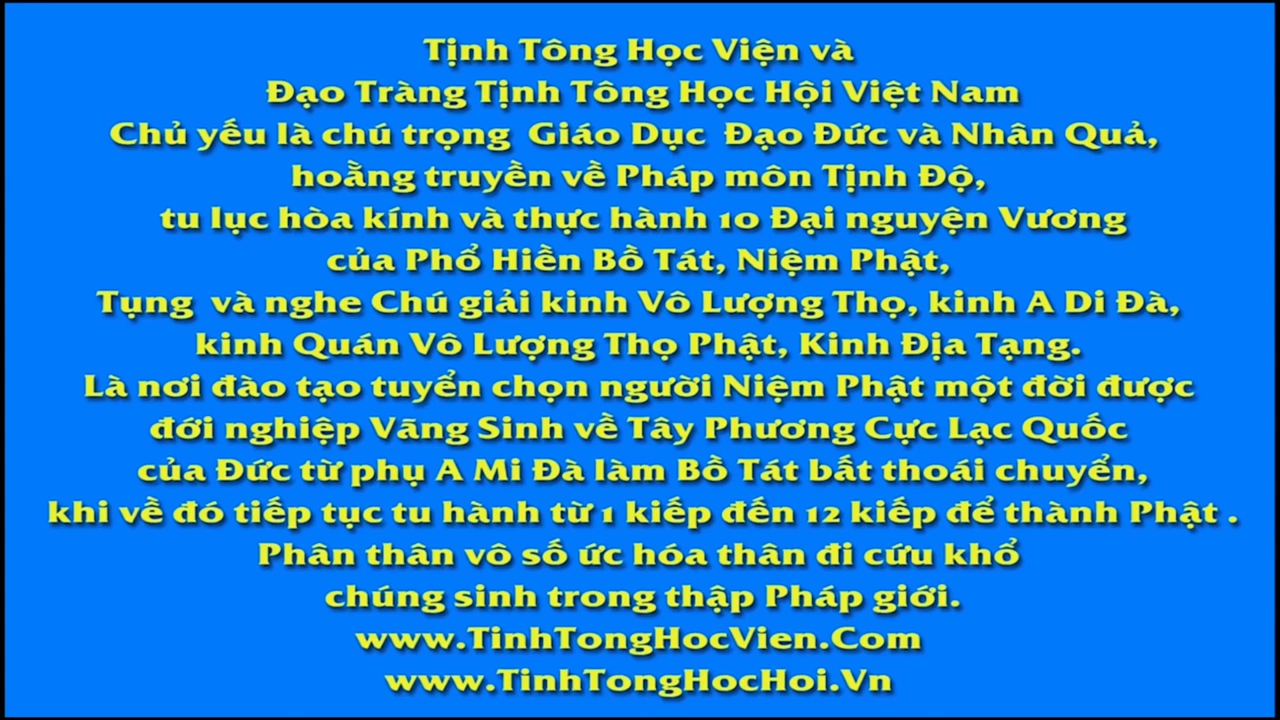 Tịnh Tông Học Viện và
Đạo Tràng Tịnh Tông Học Hội Việt Nam
Chủ yếu là chú trọng Giáo Dục Đạo Đức và Nhân Quả,
hoằng truyền về Pháp môn Tịnh Độ,
tu lục hòa kính và thực hành 10 Đại nguyện Vương
của Phổ Hiền Bồ Tát, Niệm Phật,
Tụng và nghe Chú giải kinh Vô Lượng Thọ, kinh A Di Đà,
kinh Quán Vô Lượng Thọ Phật, Kinh Địa Tạng.
Là nơi đào tạo tuyển chọn người Niệm Phật một đời được
đới nghiệp Vãng Sinh về Tây Phương Cực Lạc Quốc
của Đức từ phụ A Mi Đà làm Bồ Tát bất thoái chuyển,
khi về đó tiếp tục tu hành từ 1 kiếp đến 12 kiếp để thành Phật .
Phân thân vô số ức hóa thân đi cứu khổ
chúng sinh trong thập Pháp giới.
www.TinhTongHocVien.Com
www.TinhTongHocHoi.Vn